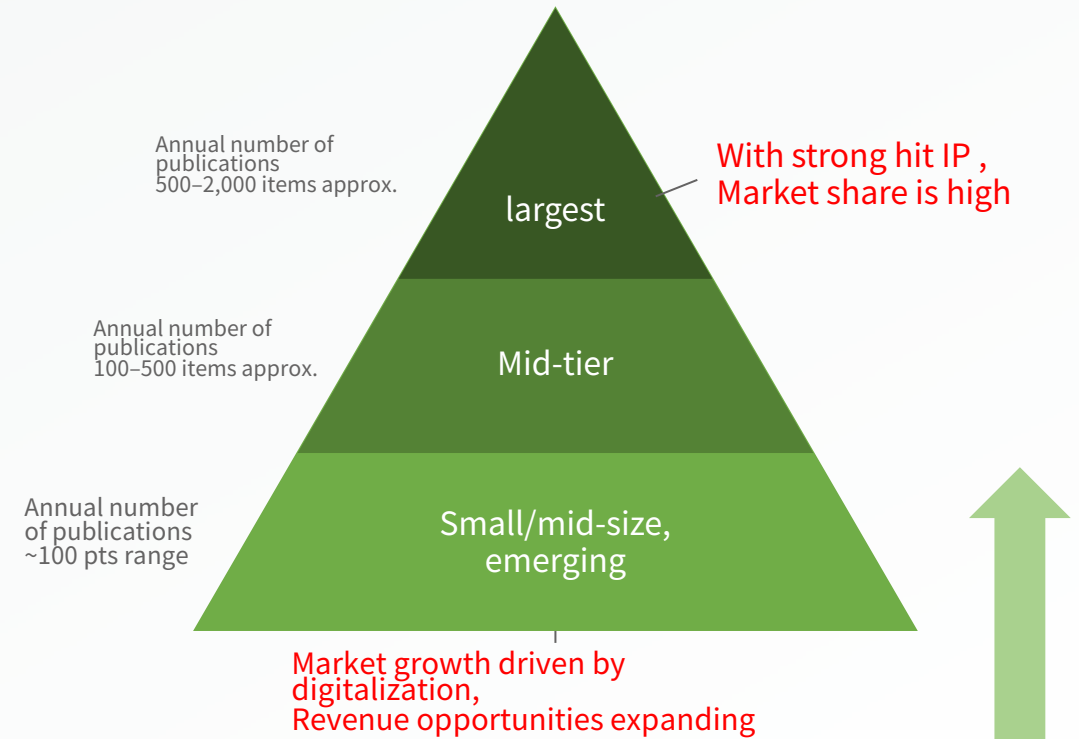 Annual number of
publications
500–2,000 items approx.
largest
With strong hit IP ,
Market share is high
Annual number of
publications
100–500 items approx.
Mid-tier
Annual number
of publications
~100 pts range
Small/mid-size,
emerging
Market growth driven by
digitalization,
Revenue opportunities expanding